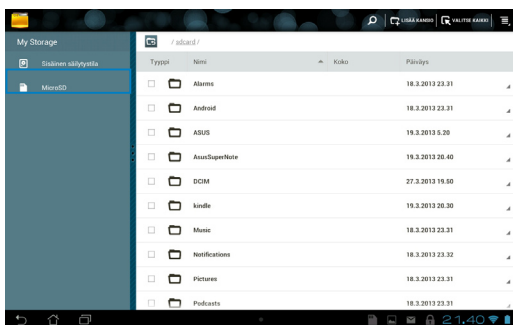 LISÄÄ KANSIO VALITSE KAIKKI
My Storage
/ sdcard /
Sisäinen säilytystila
MicroSD
Tyyppi Nimi Koko Päiväys
Alarms 18.3.2013 23.31
Android 18.3.2013 23.31
ASUS 19.3.2013 5.20
AsusSuperNote 19.3.2013 20.40
DCIM 27.3.2013 19.50
kindle 19.3.2013 20.30
Music 18.3.2013 23.31
Notifications 18.3.2013 23.32
Pictures 18.3.2013 23.31
Podcasts 18.3.2013 23.31
21.40